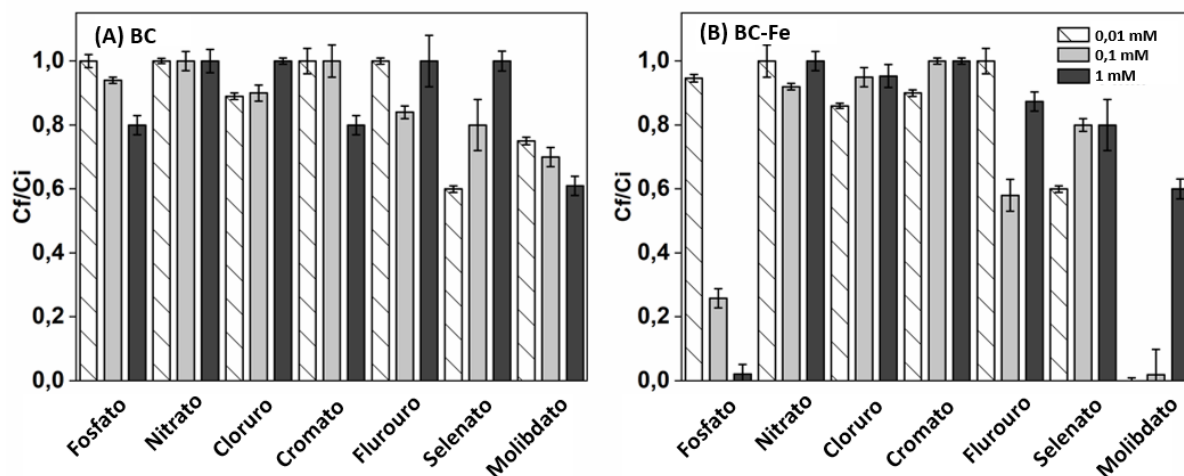 (A) BC
Cf/Ci
1,0
0,8
0,6
0,4
0,2
0,0
Fosfato
Nitrato
Cloruro
Cromato
Flurouro
Selenato
Molibdato
(B) BC-Fe
0,01 mM
0,1 mM
1 mM
Cf/Ci
1,0
0,8
0,6
0,4
0,2
0,0
Fosfato
Nitrato
Cloruro
Cromato
Flurouro
Selenato
Molibdato